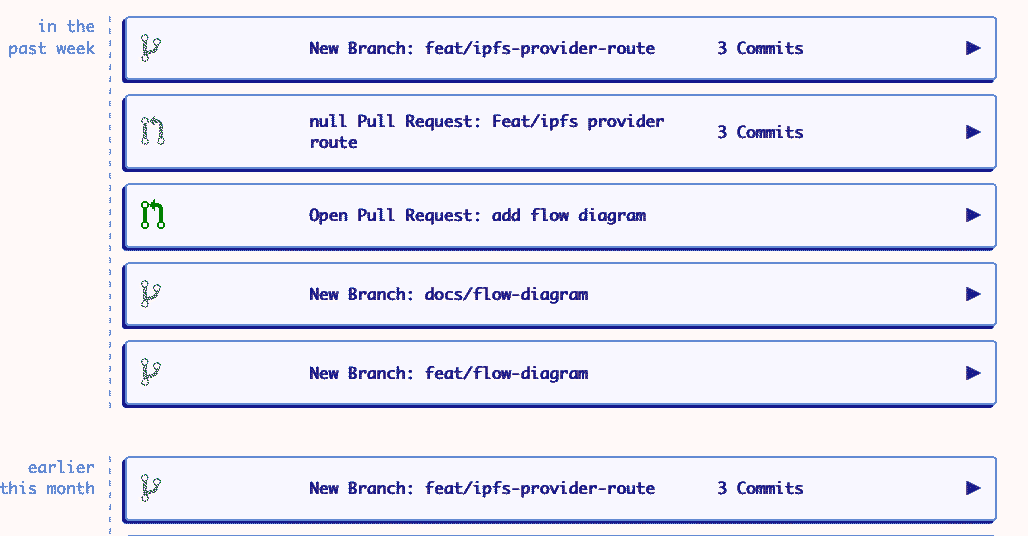 in the
past week
New Branch: feat/ipfs-provider-route 3 Commits
null Pull Request: Feat/ipfs provider
route
3 Commits
Open Pull Request: add flow diagram
New Branch: docs/flow-diagram
New Branch: feat/flow-diagram
earlier
this month
New Branch: feat/ipfs-provider-route 3 Commits